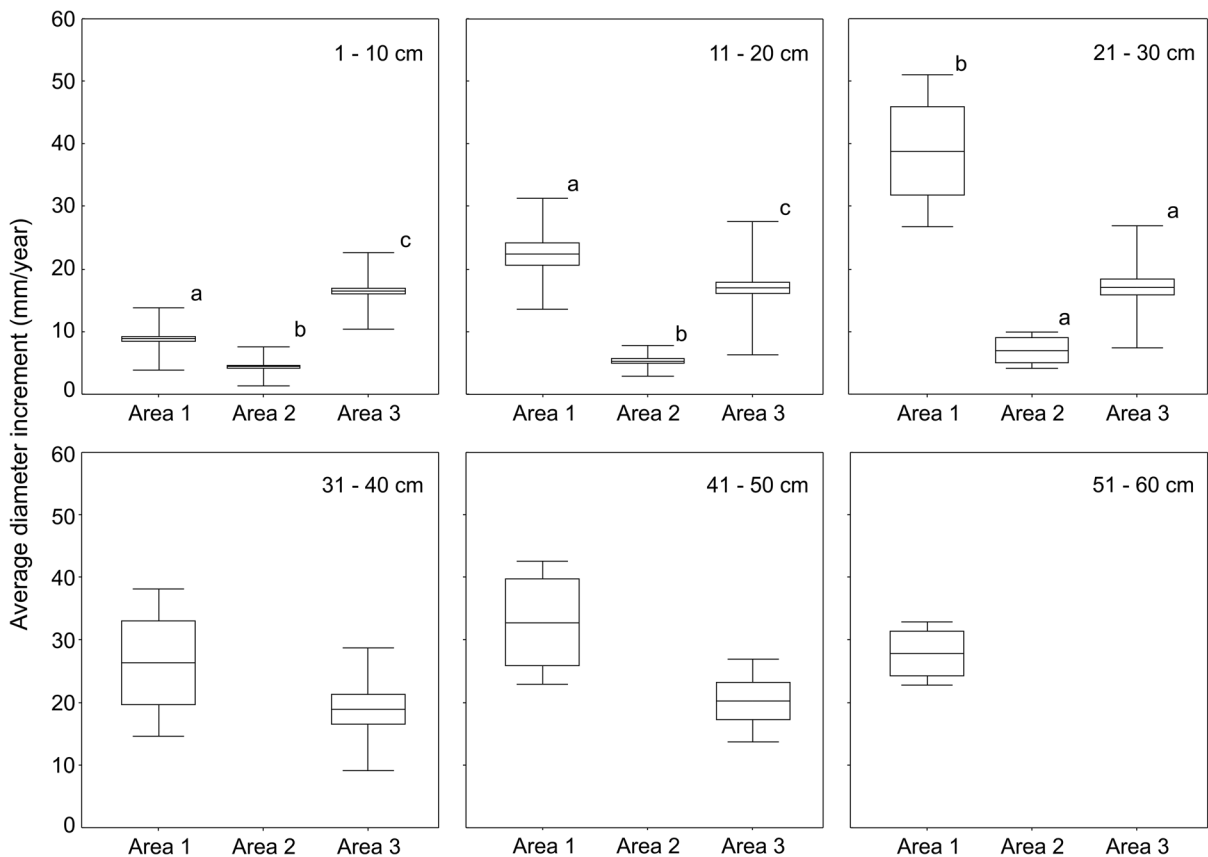 Average diameter increment (mm/year)
60
50
40
30
20
10
0
1 - 10 cm
a
b
c
Area 1 Area 2 Area 3
11 - 20 cm
a
b
c
Area 1 Area 2 Area 3
21 - 30 cm
b
a
a
Area 1 Area 2 Area 3
60
50
40
30
20
10
0
31 - 40 cm
Area 1 Area 2 Area 3
41 - 50 cm
Area 1 Area 2 Area 3
51 - 60 cm
Area 1 Area 2 Area 3